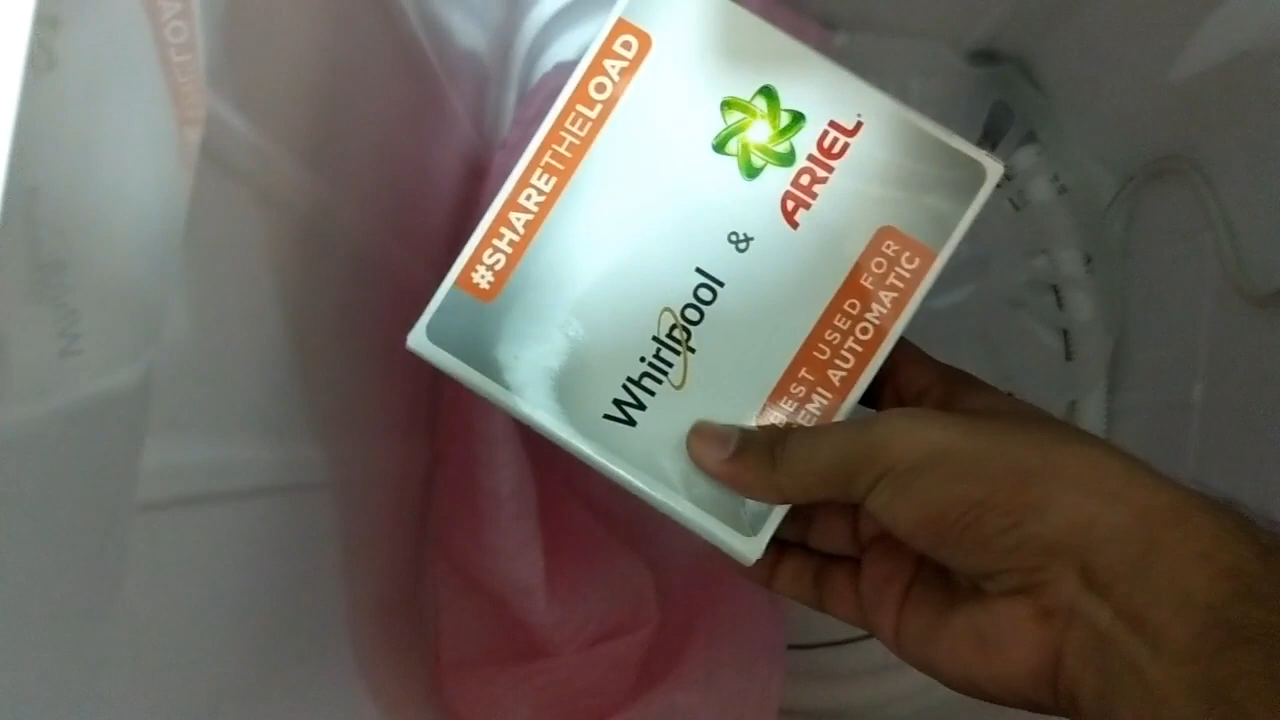 #SHARETHELOAD
ARIEL
&
Whirlpool
BEST USED FOR
SEMI AUTOMATIC